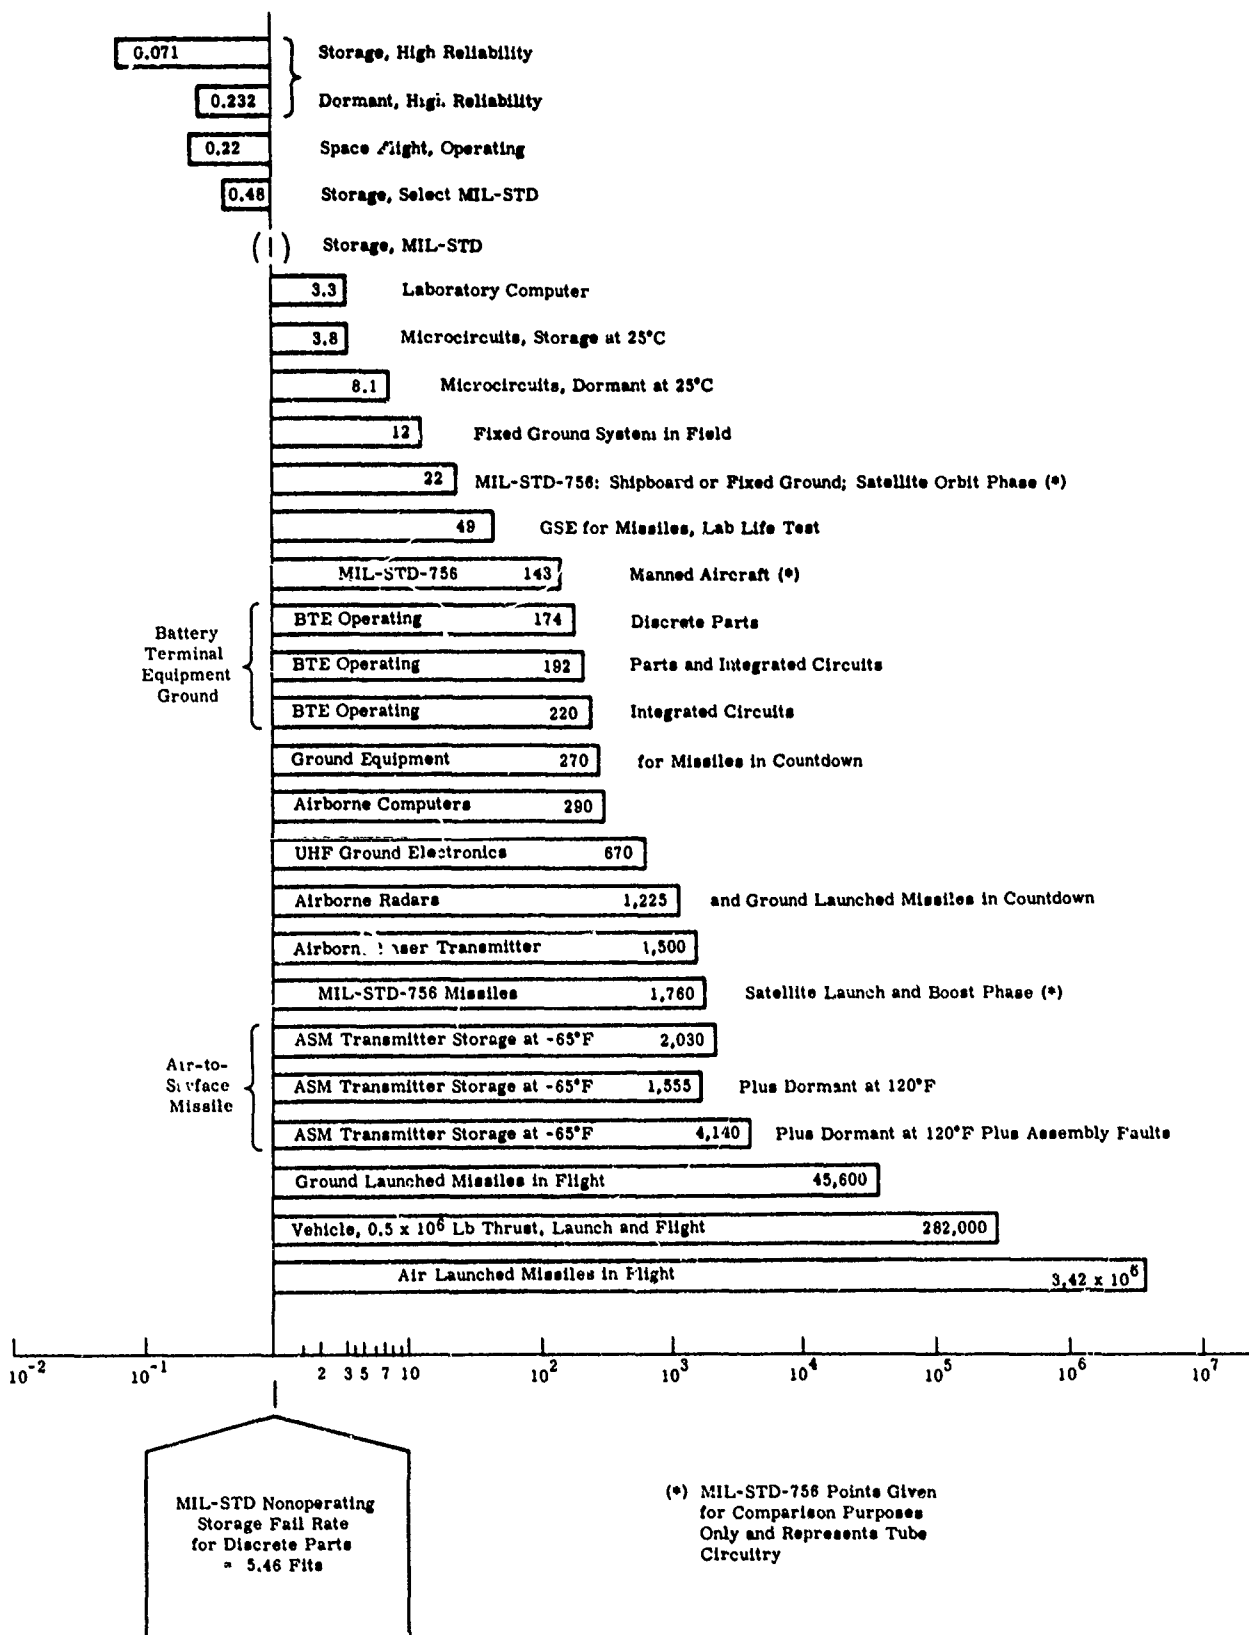 0.071 Storage, High Reliability
0.232 Dormant, High Reliability
0.22 Space Flight, Operating
0.48 Storage, Select MIL-STD
( ) Storage, MIL-STD
3.3 Laboratory Computer
3.8 Microcircuits, Storage at 25°C
8.1 Microcircuits, Dormant at 25°C
12 Fixed Ground System in Field
22 MIL-STD-756: Shipboard or Fixed Ground; Satellite Orbit Phase (*)
49 GSE for Missiles, Lab Life Test
MIL-STD-756 143 Manned Aircraft (*)
Battery
Terminal
Equipment
Ground
BTE Operating 174 Discrete Parts
BTE Operating 192 Parts and Integrated Circuits
BTE Operating 220 Integrated Circuits
Ground Equipment 270 for Missiles in Countdown
Airborne Computers 290
UHF Ground Electronics 670
Airborne Radars 1,225 and Ground Launched Missiles in Countdown
Transmitter 1,500
MIL-STD-756 Missiles 1,760 Satellite Launch and Boost Phase (*)
Air-to-
Surface
Missile
ASM Transmitter Storage at -65°F 2,030
ASM Transmitter Storage at -65°F 1,555 Plus Dormant at 120°F
ASM Transmitter Storage at -65°F 4,140 Plus Dormant at 120°F Plus Assembly Faults
Ground Launched Missiles in Flight 45,600
Vehicle, 0.5 x 10⁶ Lb Thrust, Launch and Flight 282,000
Air Launched Missiles in Flight 3.42 x 10⁶
10⁻² 10⁻¹ 2 3 5 7 10 10² 10³ 10⁴ 10⁵ 10⁶ 10⁷
MIL-STD Nonoperating
Storage Fail Rate
for Discrete Parts
= 5.46 Fits
(*) MIL-STD-756 Points Given
for Comparison Purposes
Only and Represents Tube
Circuitry